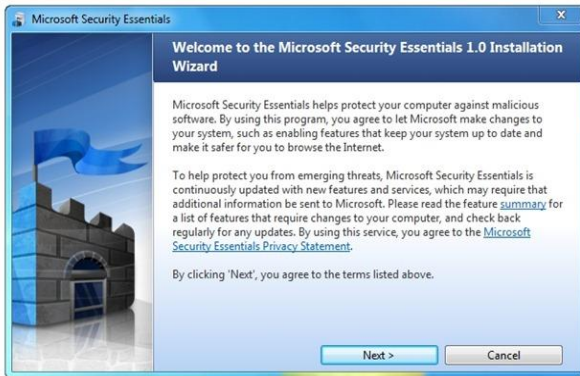 Microsoft Security Essentials
Welcome to the Microsoft Security Essentials 1.0 Installation
Wizard
Microsoft Security Essentials helps protect your computer against malicious
software. By using this program, you agree to let Microsoft make changes to
your system, such as enabling features that keep your system up to date and
make it safer for you to browse the Internet.
To help protect you from emerging threats, Microsoft Security Essentials is
continuously updated with new features and services, which may require that
additional information be sent to Microsoft. Please read the feature summary for
a list of features that require changes to your computer, and check back
regularly for any updates. By using this service, you agree to the Microsoft
Security Essentials Privacy Statement.
By clicking 'Next', you agree to the terms listed above.
Next >
Cancel